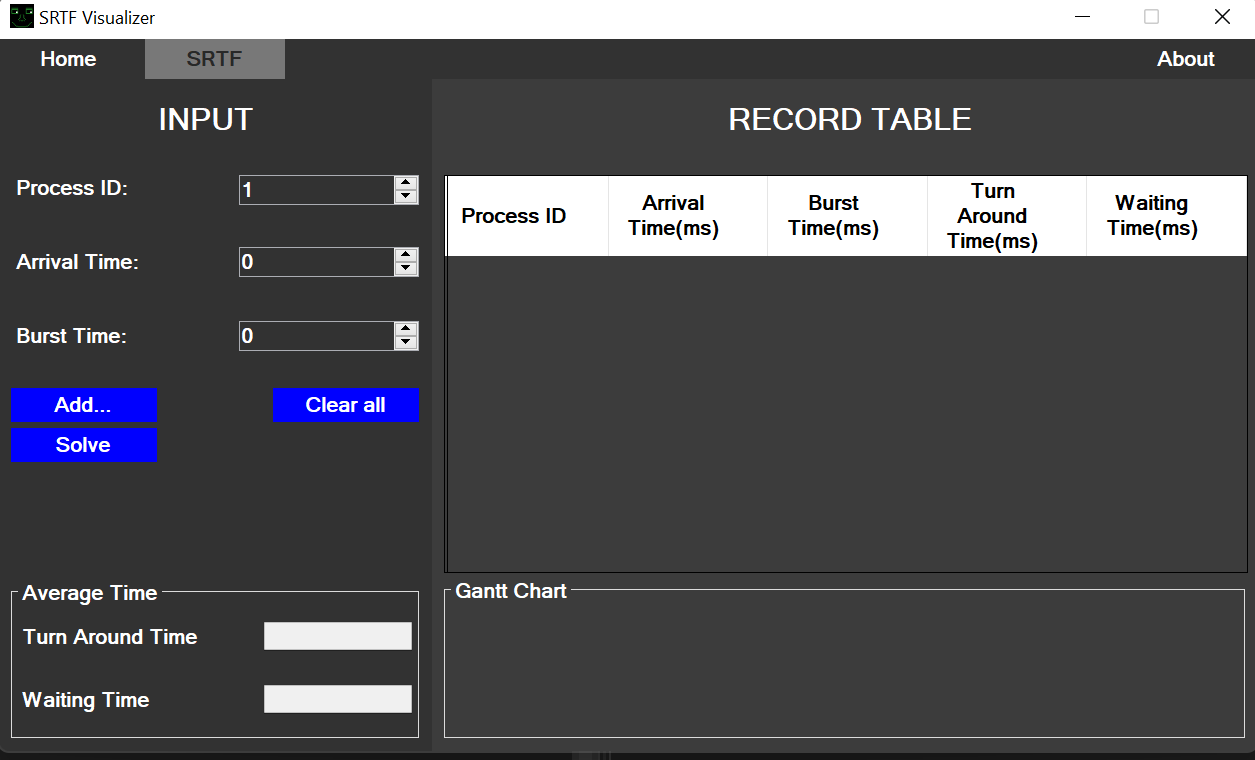 SRTF Visualizer
Home
SRTF
About
INPUT
Process ID:
1
Arrival Time:
0
Burst Time:
0
Add...
Clear all
Solve
Average Time
Turn Around Time
Waiting Time
RECORD TABLE
Process ID
Arrival
Time(ms)
Burst
Time(ms)
Turn
Around
Time(ms)
Waiting
Time(ms)
Gantt Chart